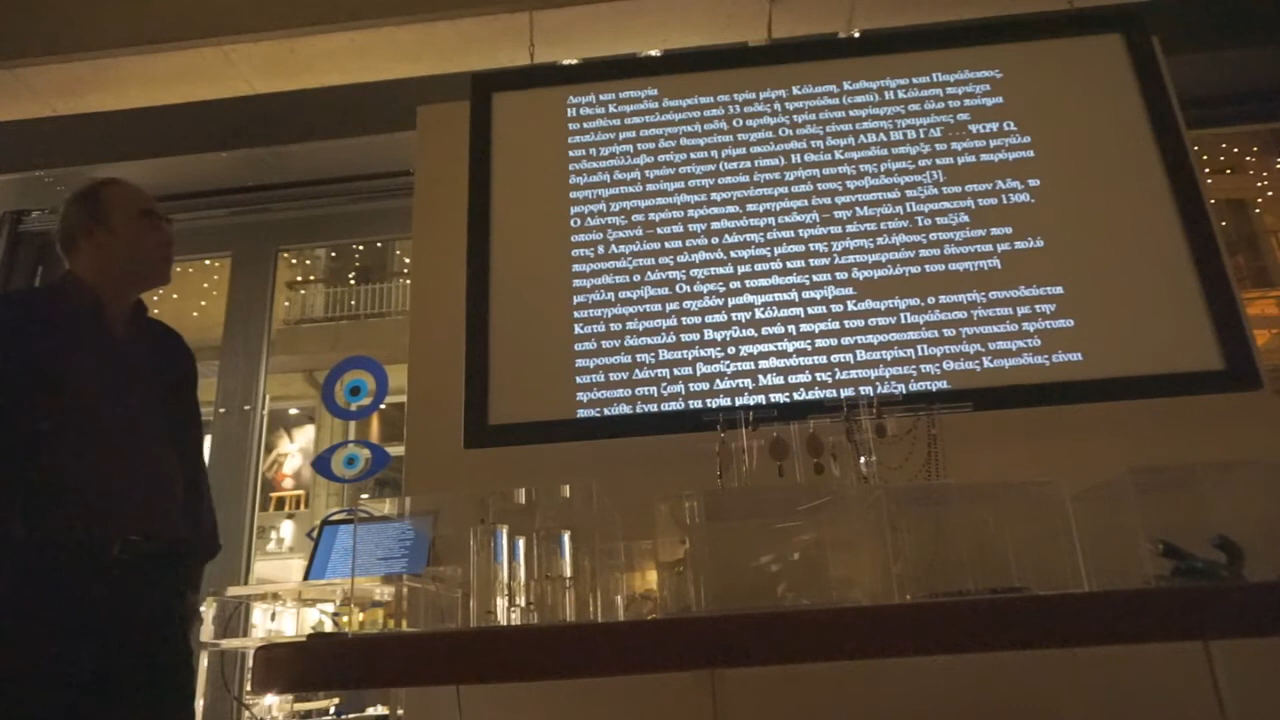 Δομή και ιστορία
Η Θεία Κωμωδία διαιρείται σε τρία μέρη: Κόλαση, Καθαρτήριο και Παράδεισος,
το καθένα αποτελούμενο από 33 ωδές ή τραγούδια (canti). Η Κόλαση περιέχει
επιπλέον μια εισαγωγική ωδή. Ο αριθμός τρία είναι κυρίαρχος σε όλο το ποίημα
και η χρήση του δεν θεωρείται τυχαία. Οι ωδές είναι επίσης γραμμένες σε
ενδεκασύλλαβο στίχο και η ρίμα ακολουθεί τη δομή ΑΒΑ ΒΓΒ ΓΔΓ . . . ΨΩΨ Ω,
δηλαδή δομή τριών στίχων (terza rima). Η Θεία Κωμωδία υπήρξε το πρώτο μεγάλο
αφηγηματικό ποίημα στην οποία έγινε χρήση αυτής της ρίμας, αν και μία παρόμοια
μορφή χρησιμοποιήθηκε προγενέστερα από τους τροβαδούρους[3].
Ο Δάντης, σε πρώτο πρόσωπο, περιγράφει ένα φανταστικό ταξίδι του στον Άδη, το
οποίο ξεκινά – κατά την πιθανότερη εκδοχή – την Μεγάλη Παρασκευή του 1300,
στις 8 Απριλίου και ενώ ο Δάντης είναι τριάντα πέντε ετών. Το ταξίδι
παρουσιάζεται ως αληθινό, κυρίως μέσω της χρήσης πλήθους στοιχείων που
παραθέτει ο Δάντης σχετικά με αυτό και των λεπτομερειών που δίνονται με πολύ
μεγάλη ακρίβεια. Οι ώρες, οι τοποθεσίες και το δρομολόγιο του αφηγητή
καταγράφονται με σχεδόν μαθηματική ακρίβεια.
Κατά το πέρασμά του από την Κόλαση και το Καθαρτήριο, ο ποιητής συνοδεύεται
από τον δάσκαλό του Βιργίλιο, ενώ η πορεία του στον Παράδεισο γίνεται με την
παρουσία της Βεατρίκης, ο χαρακτήρας που αντιπροσωπεύει το γυναικείο πρότυπο
κατά τον Δάντη και βασίζεται πιθανότατα στη Βεατρίκη Πορτινάρι, υπαρκτό
πρόσωπο στη ζωή του Δάντη. Μία από τις λεπτομέρειες της Θείας Κωμωδίας είναι
πως κάθε ένα από τα τρία μέρη της κλείνει με τη λέξη άστρα.